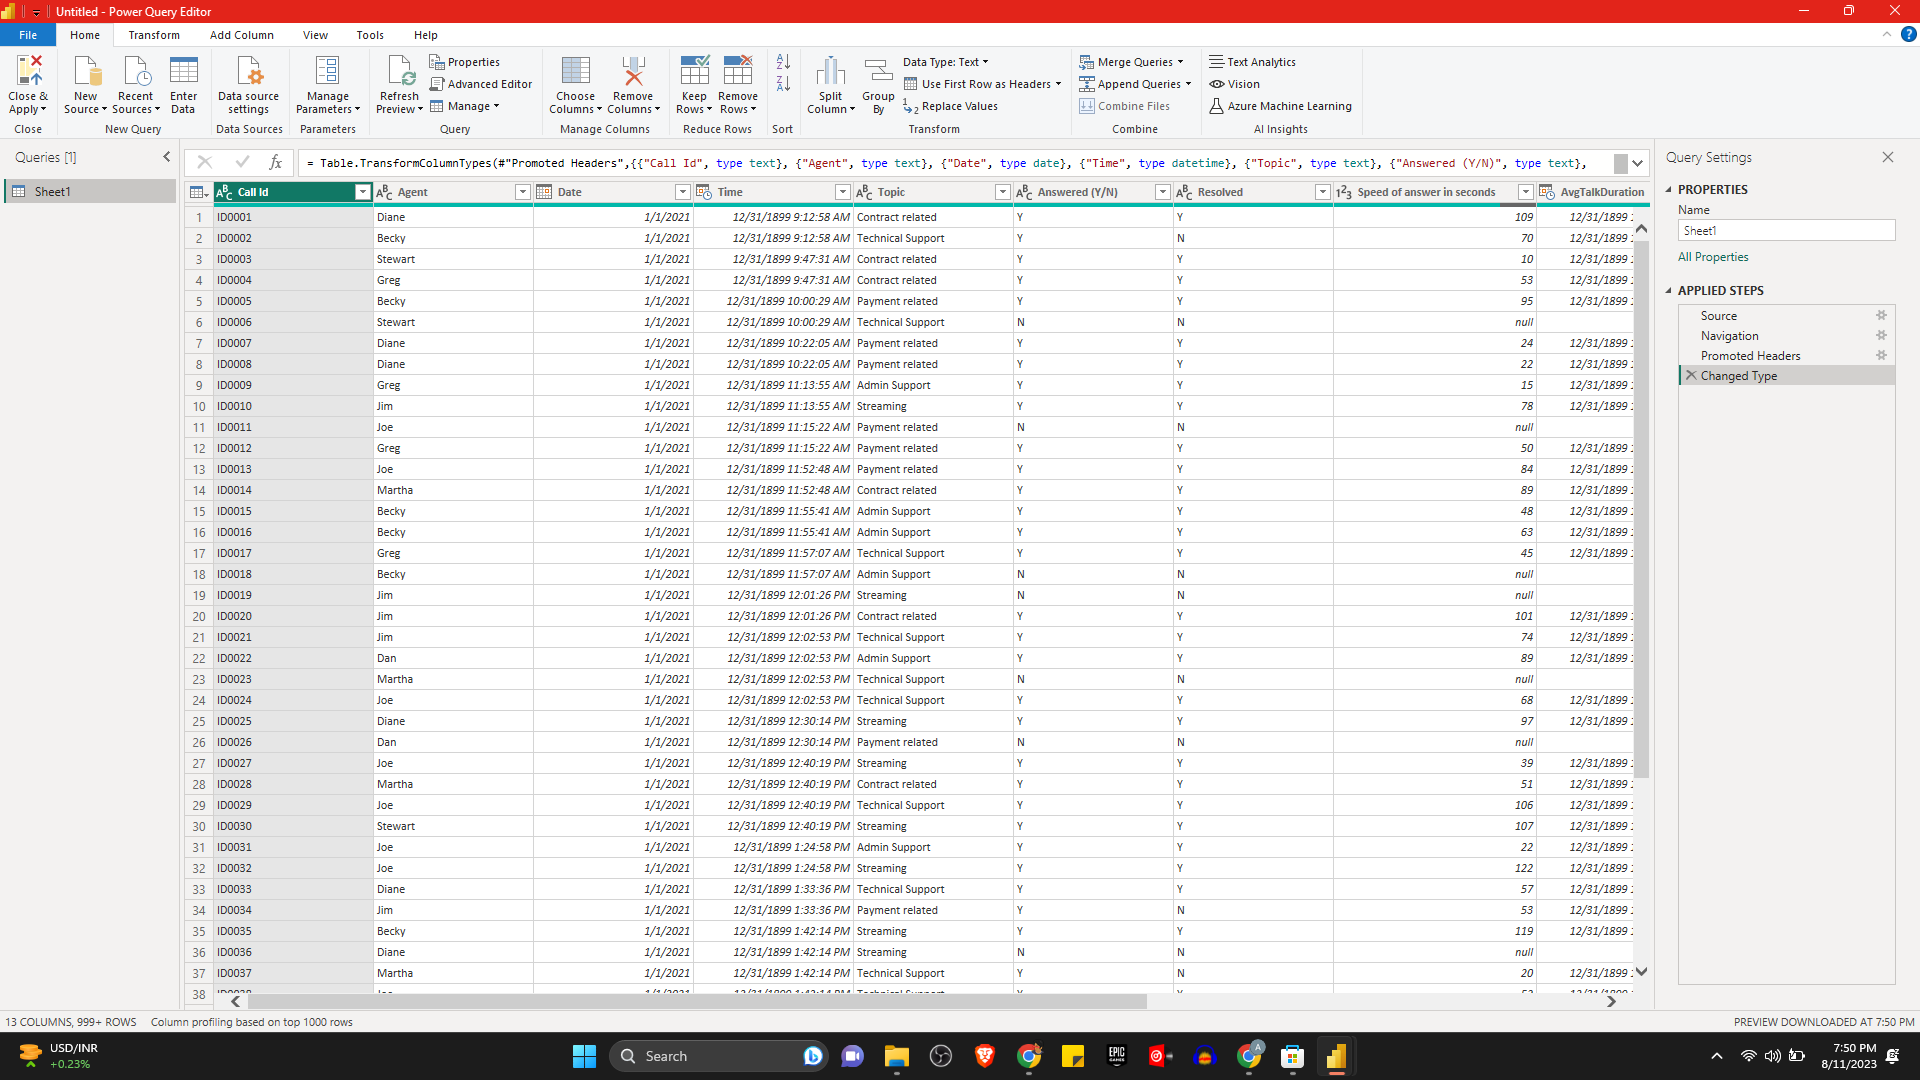 Untitled - Power Query Editor
File Home Transform Add Column View Tools Help
Close & Apply
New Source
Recent Sources
Enter Data
Data source settings
Manage Parameters
Refresh Preview
Properties
Advanced Editor
Manage
Choose Columns
Remove Columns
Keep Rows
Remove Rows
Split Column
Group By
Data Type: Text
Use First Row as Headers
Replace Values
Merge Queries
Append Queries
Combine Files
Text Analytics
Vision
Azure Machine Learning
Close New Query Data Sources Parameters Query Manage Columns Reduce Rows Sort Transform Combine AI Insights
Queries [1]
Sheet1
= Table.TransformColumnTypes(#"Promoted Headers",{{"Call Id", type text}, {"Agent", type text}, {"Date", type date}, {"Time", type datetime}, {"Topic", type text}, {"Answered (Y/N)", type text},
Call Id Agent Date Time Topic Answered (Y/N) Resolved Speed of answer in seconds AvgTalkDuration
1 ID0001 Diane 1/1/2021 12/31/1899 9:12:58 AM Contract related Y Y 109 12/31/1899
2 ID0002 Becky 1/1/2021 12/31/1899 9:12:58 AM Technical Support Y N 70 12/31/1899
3 ID0003 Stewart 1/1/2021 12/31/1899 9:47:31 AM Contract related Y Y 10 12/31/1899
4 ID0004 Greg 1/1/2021 12/31/1899 9:47:31 AM Contract related Y Y 53 12/31/1899
5 ID0005 Becky 1/1/2021 12/31/1899 10:00:29 AM Payment related Y Y 95 12/31/1899
6 ID0006 Stewart 1/1/2021 12/31/1899 10:00:29 AM Technical Support N N null
7 ID0007 Diane 1/1/2021 12/31/1899 10:22:05 AM Payment related Y Y 24 12/31/1899
8 ID0008 Diane 1/1/2021 12/31/1899 10:22:05 AM Payment related Y Y 22 12/31/1899
9 ID0009 Greg 1/1/2021 12/31/1899 11:13:55 AM Admin Support Y Y 15 12/31/1899
10 ID0010 Jim 1/1/2021 12/31/1899 11:13:55 AM Streaming Y Y 78 12/31/1899
11 ID0011 Joe 1/1/2021 12/31/1899 11:15:22 AM Payment related N N null
12 ID0012 Greg 1/1/2021 12/31/1899 11:15:22 AM Payment related Y Y 50 12/31/1899
13 ID0013 Joe 1/1/2021 12/31/1899 11:52:48 AM Payment related Y Y 84 12/31/1899
14 ID0014 Martha 1/1/2021 12/31/1899 11:52:48 AM Contract related Y Y 89 12/31/1899
15 ID0015 Becky 1/1/2021 12/31/1899 11:55:41 AM Admin Support Y Y 48 12/31/1899
16 ID0016 Becky 1/1/2021 12/31/1899 11:55:41 AM Admin Support Y Y 63 12/31/1899
17 ID0017 Greg 1/1/2021 12/31/1899 11:57:07 AM Technical Support Y Y 45 12/31/1899
18 ID0018 Becky 1/1/2021 12/31/1899 11:57:07 AM Admin Support N N null
19 ID0019 Jim 1/1/2021 12/31/1899 12:01:26 PM Streaming N N null
20 ID0020 Jim 1/1/2021 12/31/1899 12:01:26 PM Contract related Y Y 101 12/31/1899
21 ID0021 Jim 1/1/2021 12/31/1899 12:02:53 PM Technical Support Y Y 74 12/31/1899
22 ID0022 Dan 1/1/2021 12/31/1899 12:02:53 PM Admin Support Y Y 89 12/31/1899
23 ID0023 Martha 1/1/2021 12/31/1899 12:02:53 PM Technical Support N N null
24 ID0024 Joe 1/1/2021 12/31/1899 12:02:53 PM Technical Support Y Y 68 12/31/1899
25 ID0025 Diane 1/1/2021 12/31/1899 12:30:14 PM Streaming Y Y 97 12/31/1899
26 ID0026 Dan 1/1/2021 12/31/1899 12:30:14 PM Payment related N N null
27 ID0027 Joe 1/1/2021 12/31/1899 12:40:19 PM Streaming Y Y 39 12/31/1899
28 ID0028 Martha 1/1/2021 12/31/1899 12:40:19 PM Contract related Y Y 51 12/31/1899
29 ID0029 Joe 1/1/2021 12/31/1899 12:40:19 PM Technical Support Y Y 106 12/31/1899
30 ID0030 Stewart 1/1/2021 12/31/1899 12:40:19 PM Streaming Y Y 107 12/31/1899
31 ID0031 Joe 1/1/2021 12/31/1899 1:24:58 PM Admin Support Y Y 22 12/31/1899
32 ID0032 Joe 1/1/2021 12/31/1899 1:24:58 PM Streaming Y Y 122 12/31/1899
33 ID0033 Diane 1/1/2021 12/31/1899 1:33:36 PM Technical Support Y Y 57 12/31/1899
34 ID0034 Jim 1/1/2021 12/31/1899 1:33:36 PM Payment related Y N 53 12/31/1899
35 ID0035 Becky 1/1/2021 12/31/1899 1:42:14 PM Streaming Y Y 119 12/31/1899
36 ID0036 Diane 1/1/2021 12/31/1899 1:42:14 PM Streaming N N null
37 ID0037 Martha 1/1/2021 12/31/1899 1:42:14 PM Technical Support Y N 20 12/31/1899
38
Query Settings
PROPERTIES
Name
Sheet1
All Properties
APPLIED STEPS
Source
Navigation
Promoted Headers
Changed Type
13 COLUMNS, 999+ ROWS Column profiling based on top 1000 rows PREVIEW DOWNLOADED AT 7:50 PM
USD/INR
+0.23%
Search
EPIC GAMES
7:50 PM
8/11/2023